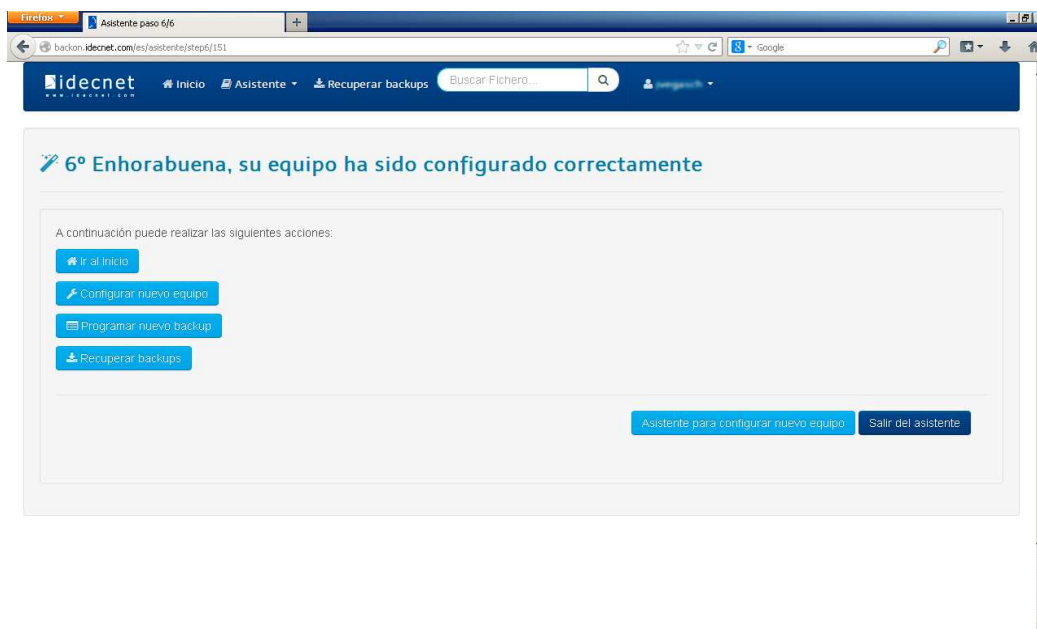 Firefox
Asistente paso 6/6
+
backon.idecnet.com/es/asistente/step6/151
8 Google
idecnet
www.idecnet.com
Inicio
Asistente
Recuperar backups
Buscar Fichero...
6º Enhorabuena, su equipo ha sido configurado correctamente
A continuación puede realizar las siguientes acciones:
Ir al inicio
Configurar nuevo equipo
Programar nuevo backup
Recuperar backups
Asistente para configurar nuevo equipo
Salir del asistente